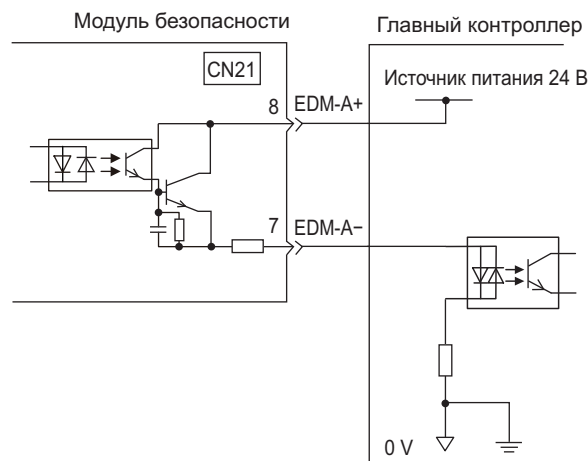 Модуль безопасности
Главный контроллер
CN21
Источник питания 24 В
8
EDM-A+
7
EDM-A−
0 V